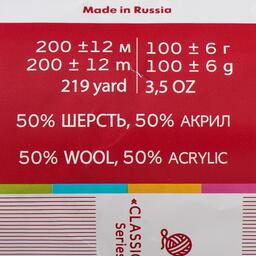 Made in Russia
200 ±12 м 100 ± 6 г
200 ± 12 m 100 ± 6 g
219 yard 3,5 OZ
50% ШЕРСТЬ, 50% АКРИЛ
50% WOOL, 50% ACRYLIC
«CLASSIC
Series